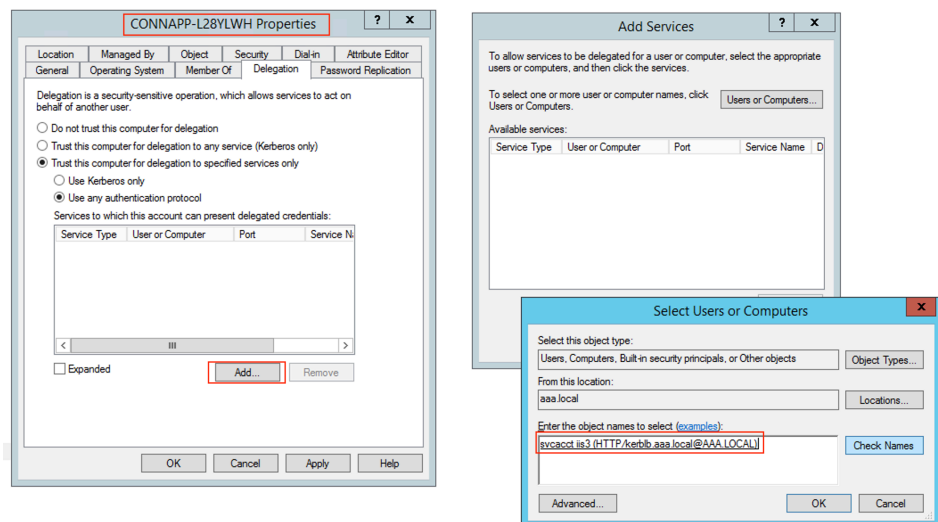 CONNAPP-L28YLWH Properties
? x
Location Managed By Object Security Dial-in Attribute Editor
General Operating System Member Of Delegation Password Replication
Delegation is a security-sensitive operation, which allows services to act on
behalf of another user.
Do not trust this computer for delegation
Trust this computer for delegation to any service (Kerberos only)
Trust this computer for delegation to specified services only
Use Kerberos only
Use any authentication protocol
Services to which this account can present delegated credentials:
Service Type User or Computer Port Service Na
Expanded
Add... Remove
OK Cancel Apply Help
Add Services
? x
To allow services to be delegated for a user or computer, select the appropriate
users or computers, and then click the services.
To select one or more user or computer names, click
Users or Computers.
Users or Computers...
Available services:
Service Type User or Computer Port Service Name D
Select Users or Computers
x
Select this object type:
Users, Computers, Built-in security principals, or Other objects
Object Types...
From this location:
aaa.local
Locations...
Enter the object names to select (examples):
svcacct iis3 (HTTP/kerblb.aaa.local@AAA.LOCAL)
Check Names
Advanced...
OK Cancel